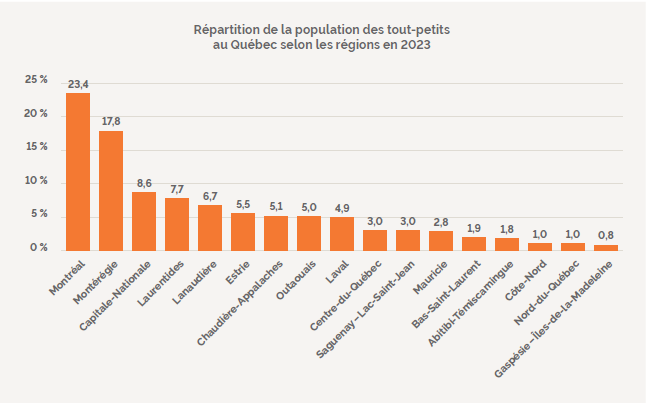 Répartition de la population des tout-petits
au Québec selon les régions en 2023
25 %
20 %
15 %
10 %
5 %
0 %
23,4
17,8
8,6
7,7
6,7
5,5
5,1
5,0
4,9
3,0
3,0
2,8
1,9
1,8
1,0
1,0
0,8
Montréal
Montérégie
Capitale-Nationale
Laurentides
Lanaudière
Estrie
Chaudière-Appalaches
Outaouais
Laval
Centre-du-Québec
Saguenay – Lac-Saint-Jean
Mauricie
Bas-Saint-Laurent
Abitibi-Témiscamingue
Côte-Nord
Nord-du-Québec
Gaspésie – Îles-de-la-Madeleine